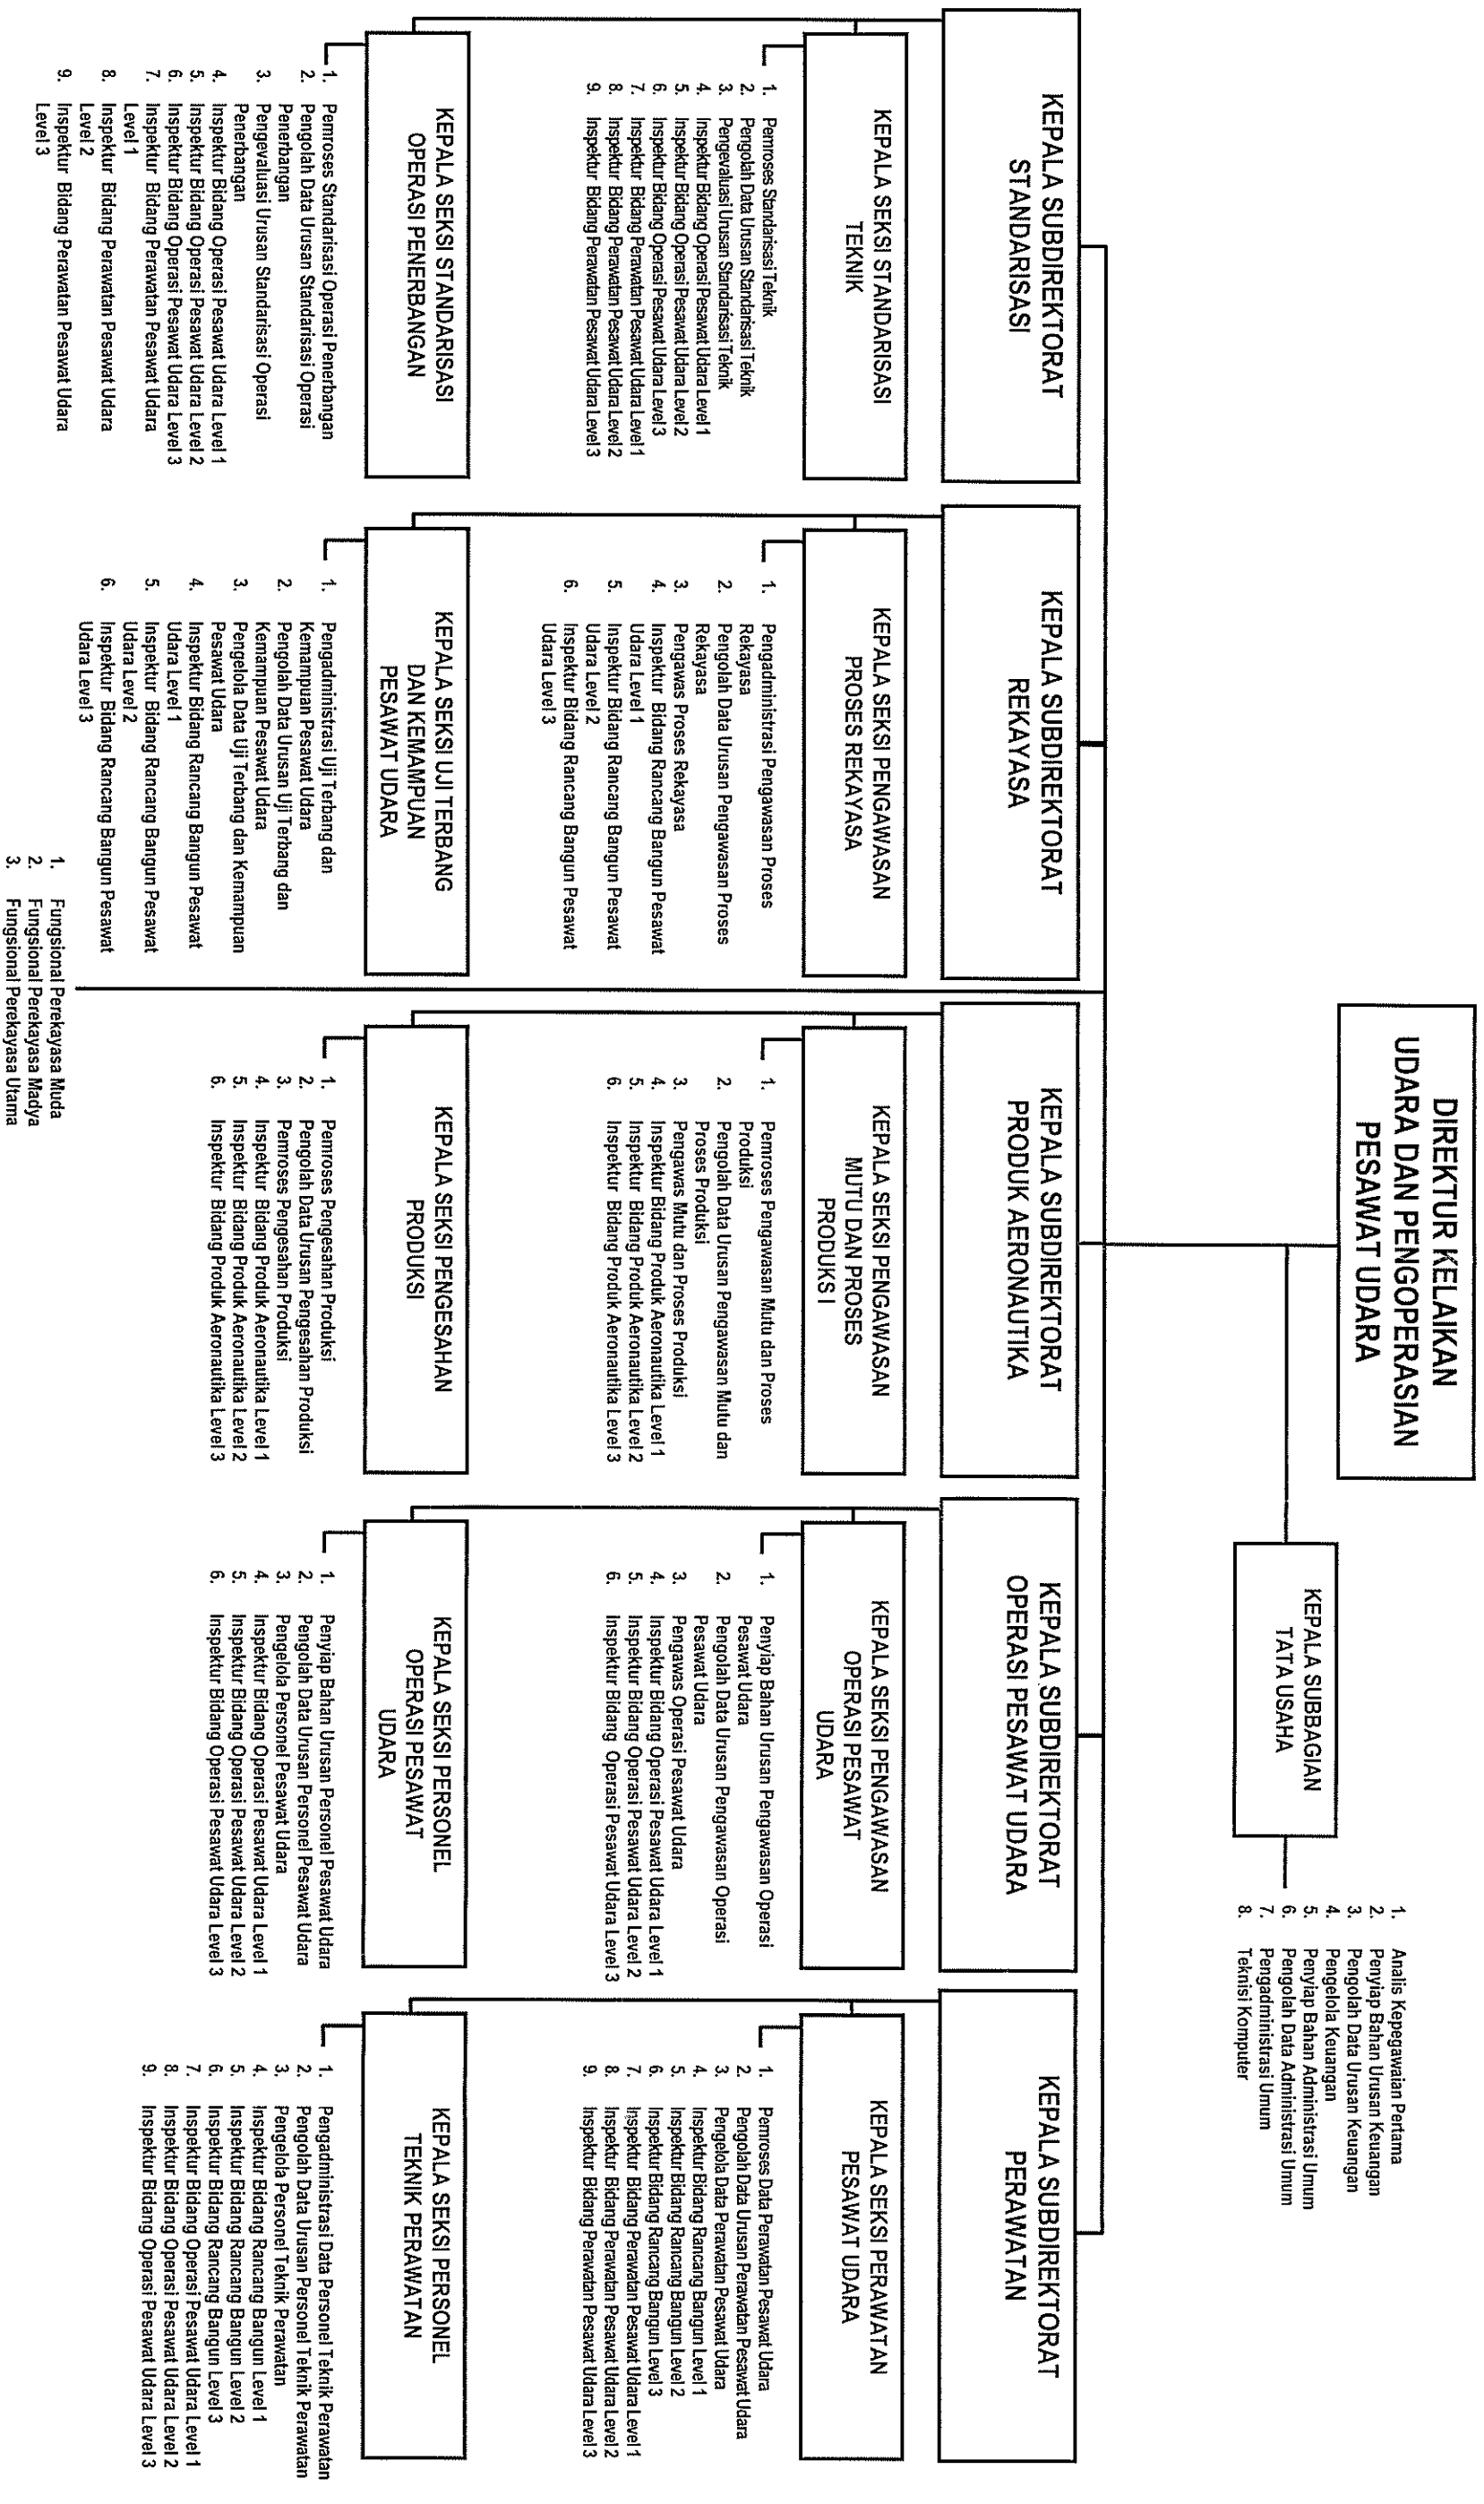 DIREKTUR KELAIKAN
UDARA DAN PENGOPERASIAN
PESAWAT UDARA
KEPALA SUBBAGIAN
TATA USAHA
1. Analis Kepegawaian Pertama
2. Penyiap Bahan Urusan Keuangan
3. Pengolah Data Urusan Keuangan
4. Pengelola Keuangan
5. Penyiap Bahan Administrasi Umum
6. Pengolah Data Administrasi Umum
7. Pengadministrasi Umum
8. Teknisi Komputer
KEPALA SUBDIREKTORAT
STANDARISASI
KEPALA SEKSI STANDARISASI
TEKNIK
1. Pemroses Standarisasi Teknik
2. Pengolah Data Urusan Standarisasi Teknik
3. Pengevaluasi Urusan Standarisasi Teknik
4. Inspektur Bidang Operasi Pesawat Udara Level 1
5. Inspektur Bidang Operasi Pesawat Udara Level 2
6. Inspektur Bidang Operasi Pesawat Udara Level 3
7. Inspektur Bidang Perawatan Pesawat Udara Level 1
8. Inspektur Bidang Perawatan Pesawat Udara Level 2
9. Inspektur Bidang Perawatan Pesawat Udara Level 3
KEPALA SEKSI STANDARISASI
OPERASI PENERBANGAN
1. Pemroses Standarisasi Operasi Penerbangan
2. Pengolah Data Urusan Standarisasi Operasi
Penerbangan
3. Pengevaluasi Urusan Standarisasi Operasi
Penerbangan
4. Inspektur Bidang Operasi Pesawat Udara Level 1
5. Inspektur Bidang Operasi Pesawat Udara Level 2
6. Inspektur Bidang Operasi Pesawat Udara Level 3
7. Inspektur Bidang Perawatan Pesawat Udara
Level 1
8. Inspektur Bidang Perawatan Pesawat Udara
Level 2
9. Inspektur Bidang Perawatan Pesawat Udara
Level 3
KEPALA SUBDIREKTORAT
REKAYASA
KEPALA SEKSI PENGAWASAN
PROSES REKAYASA
1. Pengadministrasi Pengawasan Proses
Rekayasa
2. Pengolah Data Urusan Pengawasan Proses
Rekayasa
3. Pengawas Proses Rekayasa
4. Inspektur Bidang Rancang Bangun Pesawat
Udara Level 1
5. Inspektur Bidang Rancang Bangun Pesawat
Udara Level 2
6. Inspektur Bidang Rancang Bangun Pesawat
Udara Level 3
KEPALA SEKSI UJI TERBANG
DAN KEMAMPUAN
PESAWAT UDARA
1. Pengadministrasi Uji Terbang dan
Kemampuan Pesawat Udara
2. Pengolah Data Urusan Uji Terbang dan
Kemampuan Pesawat Udara
3. Pengelola Data Uji Terbang dan Kemampuan
Pesawat Udara
4. Inspektur Bidang Rancang Bangun Pesawat
Udara Level 1
5. Inspektur Bidang Rancang Bangun Pesawat
Udara Level 2
6. Inspektur Bidang Rancang Bangun Pesawat
Udara Level 3
KEPALA SUBDIREKTORAT
PRODUK AERONAUTIKA
KEPALA SEKSI PENGAWASAN
MUTU DAN PROSES
PRODUKS I
1. Pemroses Pengawasan Mutu dan Proses
Produksi
2. Pengolah Data Urusan Pengawasan Mutu dan
Proses Produksi
3. Pengawas Mutu dan Proses Produksi
4. Inspektur Bidang Produk Aeronautika Level 1
5. Inspektur Bidang Produk Aeronautika Level 2
6. Inspektur Bidang Produk Aeronautika Level 3
KEPALA SEKSI PENGESAHAN
PRODUKSI
1. Pemroses Pengesahan Produksi
2. Pengolah Data Urusan Pengesahan Produksi
3. Pemroses Pengesahan Produksi
4. Inspektur Bidang Produk Aeronautika Level 1
5. Inspektur Bidang Produk Aeronautika Level 2
6. Inspektur Bidang Produk Aeronautika Level 3
KEPALA SUBDIREKTORAT
OPERASI PESAWAT UDARA
KEPALA SEKSI PENGAWASAN
OPERASI PESAWAT
UDARA
1. Penyiap Bahan Urusan Pengawasan Operasi
Pesawat Udara
2. Pengolah Data Urusan Pengawasan Operasi
Pesawat Udara
3. Pengawas Operasi Pesawat Udara
4. Inspektur Bidang Operasi Pesawat Udara Level 1
5. Inspektur Bidang Operasi Pesawat Udara Level 2
6. Inspektur Bidang Operasi Pesawat Udara Level 3
KEPALA SEKSI PERSONEL
OPERASI PESAWAT
UDARA
1. Penyiap Bahan Urusan Personel Pesawat Udara
2. Pengolah Data Urusan Personel Pesawat Udara
3. Pengelola Personel Pesawat Udara
4. Inspektur Bidang Operasi Pesawat Udara Level 1
5. Inspektur Bidang Operasi Pesawat Udara Level 2
6. Inspektur Bidang Operasi Pesawat Udara Level 3
KEPALA SUBDIREKTORAT
PERAWATAN
KEPALA SEKSI PERAWATAN
PESAWAT UDARA
1. Pemroses Data Perawatan Pesawat Udara
2. Pengolah Data Urusan Perawatan Pesawat Udara
3. Pengelola Data Perawatan Pesawat Udara
4. Inspektur Bidang Rancang Bangun Level 1
5. Inspektur Bidang Rancang Bangun Level 2
6. Inspektur Bidang Rancang Bangun Level 3
7. Inspektur Bidang Perawatan Pesawat Udara Level 1
8. Inspektur Bidang Perawatan Pesawat Udara Level 2
9. Inspektur Bidang Perawatan Pesawat Udara Level 3
KEPALA SEKSI PERSONEL
TEKNIK PERAWATAN
1. Pengadministrasi Data Personel Teknik Perawatan
2. Pengolah Data Urusan Personel Teknik Perawatan
3. Pengelola Personel Teknik Perawatan
4. Inspektur Bidang Rancang Bangun Level 1
5. Inspektur Bidang Rancang Bangun Level 2
6. Inspektur Bidang Rancang Bangun Level 3
7. Inspektur Bidang Operasi Pesawat Udara Level 1
8. Inspektur Bidang Operasi Pesawat Udara Level 2
9. Inspektur Bidang Operasi Pesawat Udara Level 3
1. Fungsional Perekayasa Muda
2. Fungsional Perekayasa Madya
3. Fungsional Perekayasa Utama